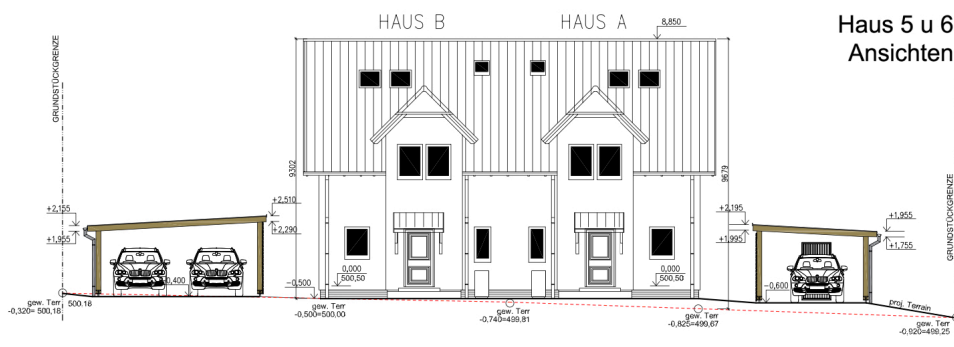 HAUS B
HAUS A
8,850
Haus 5 u 6
Ansichten
GRUNDSTÜCKGRENZE
9302
9679
GRUNDSTÜCKGRENZE
+2,155
+1,955
+2,510
+2,290
+2,195
+1,995
+1,955
+1,755
0,000
500,50
0,000
500,50
-0,400
-0,500
-0,600
gew. Terr
500.18
-0,320= 500,18
gew. Terr
-0,500=500,00
gew. Terr
-0,740=499,81
gew. Terr
-0,825=499,67
proj. Terrain
gew. Terr
-0,920=499,25